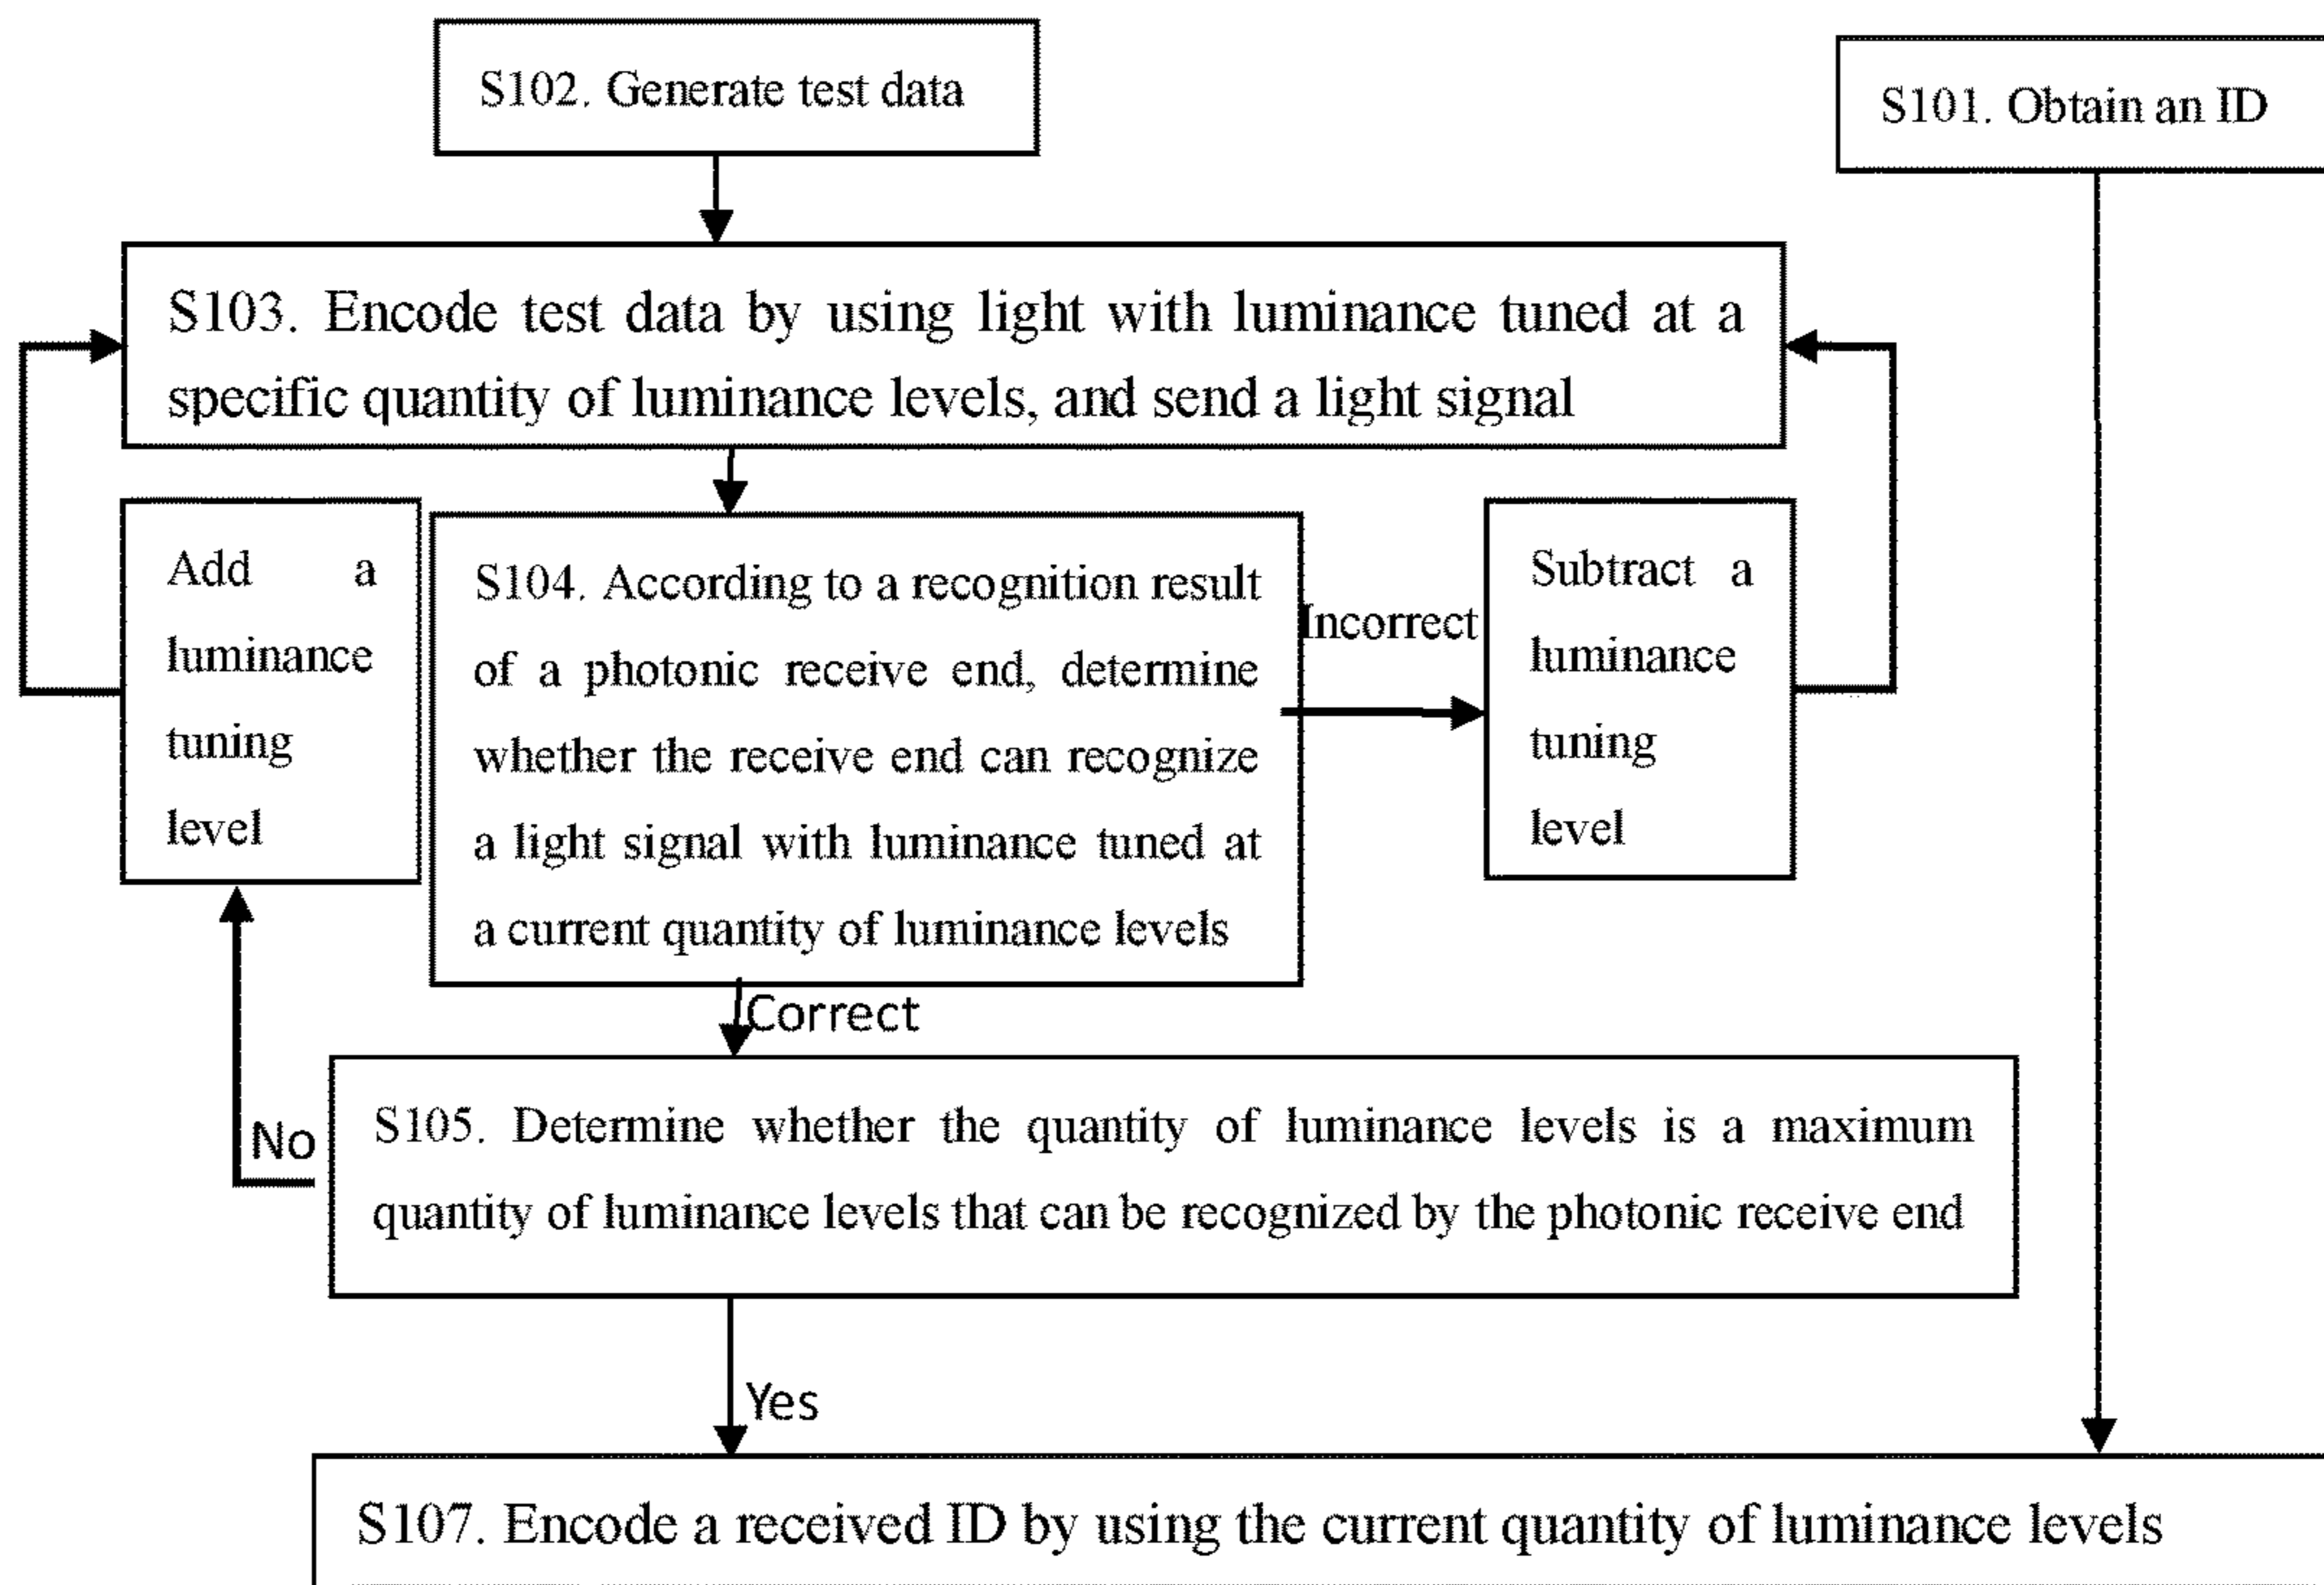 S102. Generate test data
S101. Obtain an ID
S103. Encode test data by using light with luminance tuned at a
specific quantity of luminance levels, and send a light signal
Add a
luminance
tuning
level
S104. According to a recognition result
of a photonic receive end, determine
whether the receive end can recognize
a light signal with luminance tuned at
a current quantity of luminance levels
Incorrect
Subtract a
luminance
tuning
level
Correct
No
S105. Determine whether the quantity of luminance levels is a maximum
quantity of luminance levels that can be recognized by the photonic receive end
Yes
S107. Encode a received ID by using the current quantity of luminance levels